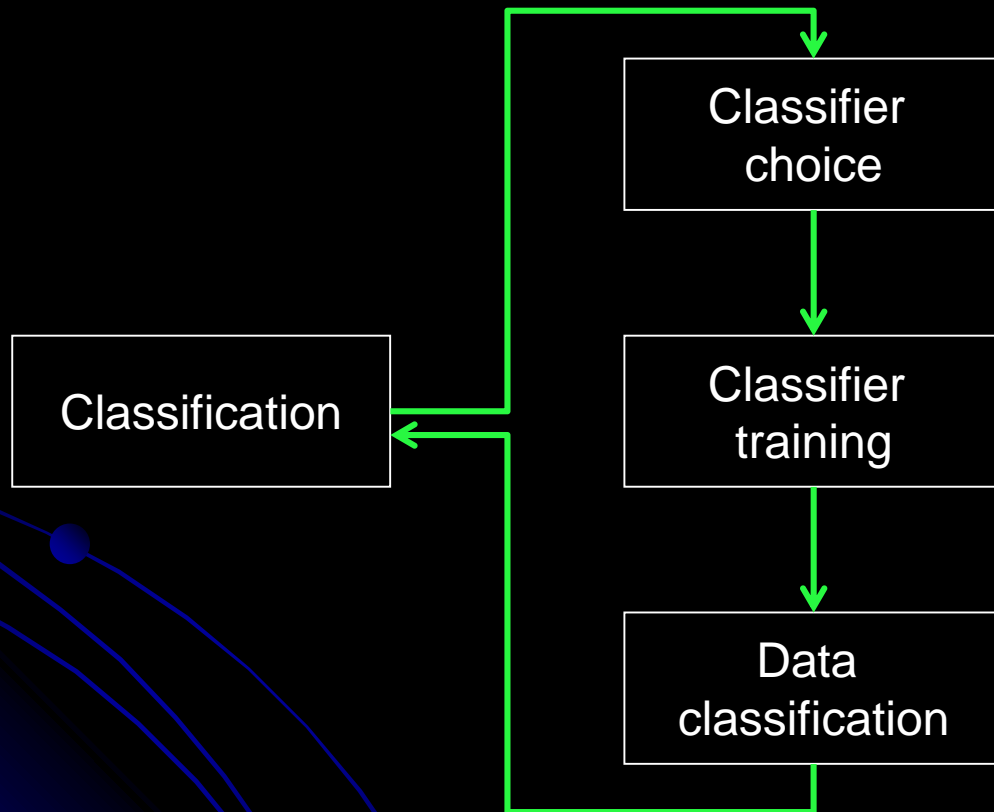 Classification
Classifier
choice
Classifier
training
Data
classification